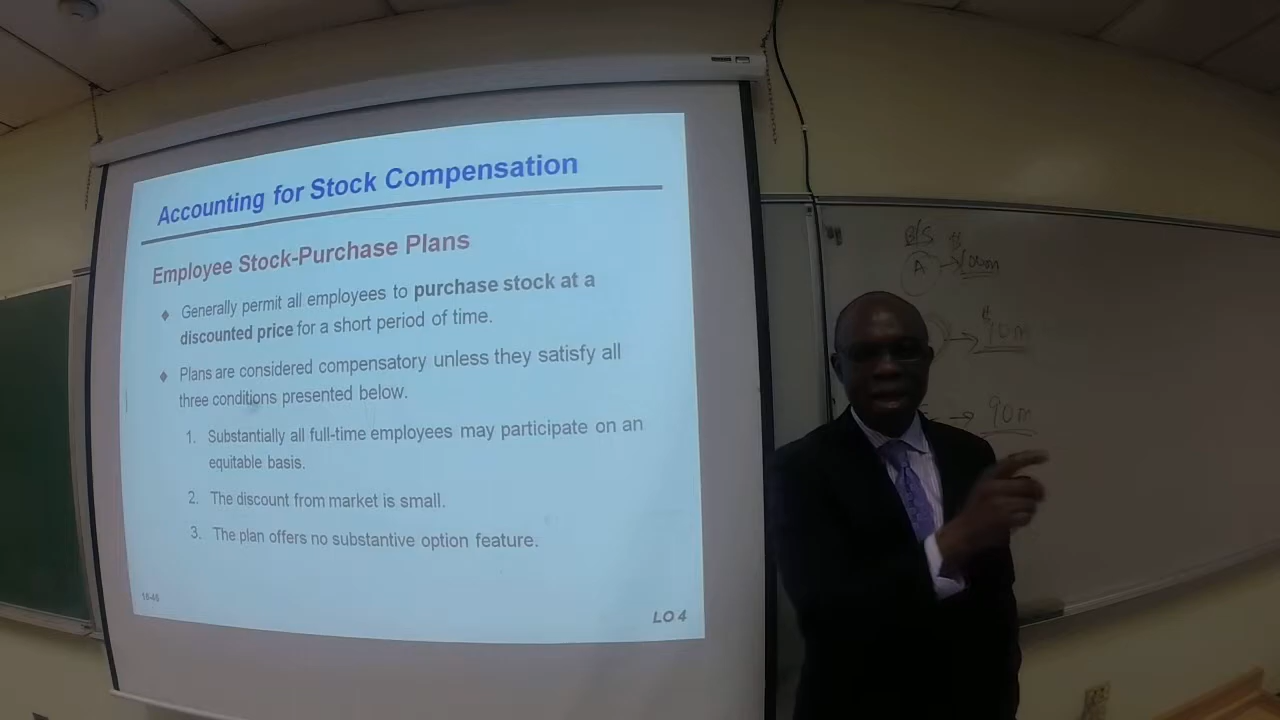 Accounting for Stock Compensation
Employee Stock-Purchase Plans
Generally permit all employees to purchase stock at a
discounted price for a short period of time.
Plans are considered compensatory unless they satisfy all
three conditions presented below.
1. Substantially all full-time employees may participate on an
equitable basis.
2. The discount from market is small.
3. The plan offers no substantive option feature.
LO 4
B/S
A
90m